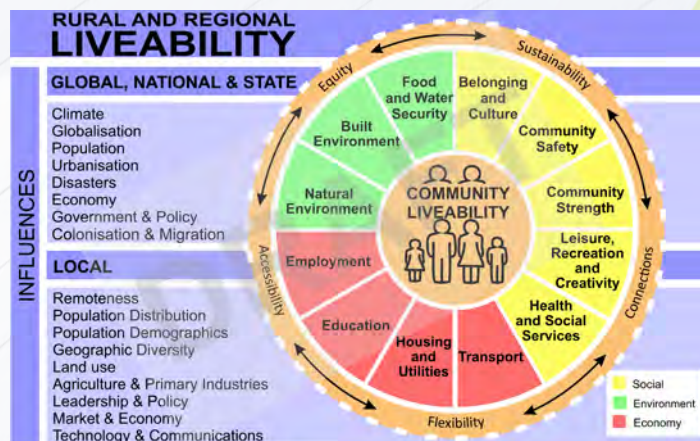 RURAL AND REGIONAL
LIVEABILITY
INFLUENCES
GLOBAL, NATIONAL & STATE
Climate
Globalisation
Population
Urbanisation
Disasters
Economy
Government & Policy
Colonisation & Migration
LOCAL
Remoteness
Population Distribution
Population Demographics
Geographic Diversity
Land use
Agriculture & Primary Industries
Leadership & Policy
Market & Economy
Technology & Communications
Equity
Sustainability
Connections
Flexibility
Accessibility
Food
and Water
Security
Belonging
and
Culture
Community
Safety
Community
Strength
Leisure,
Recreation
and
Creativity
Health
and Social
Services
Transport
Housing
and
Utilities
Education
Employment
Natural
Environment
Built
Environment
COMMUNITY
LIVEABILITY
Social
Environment
Economy